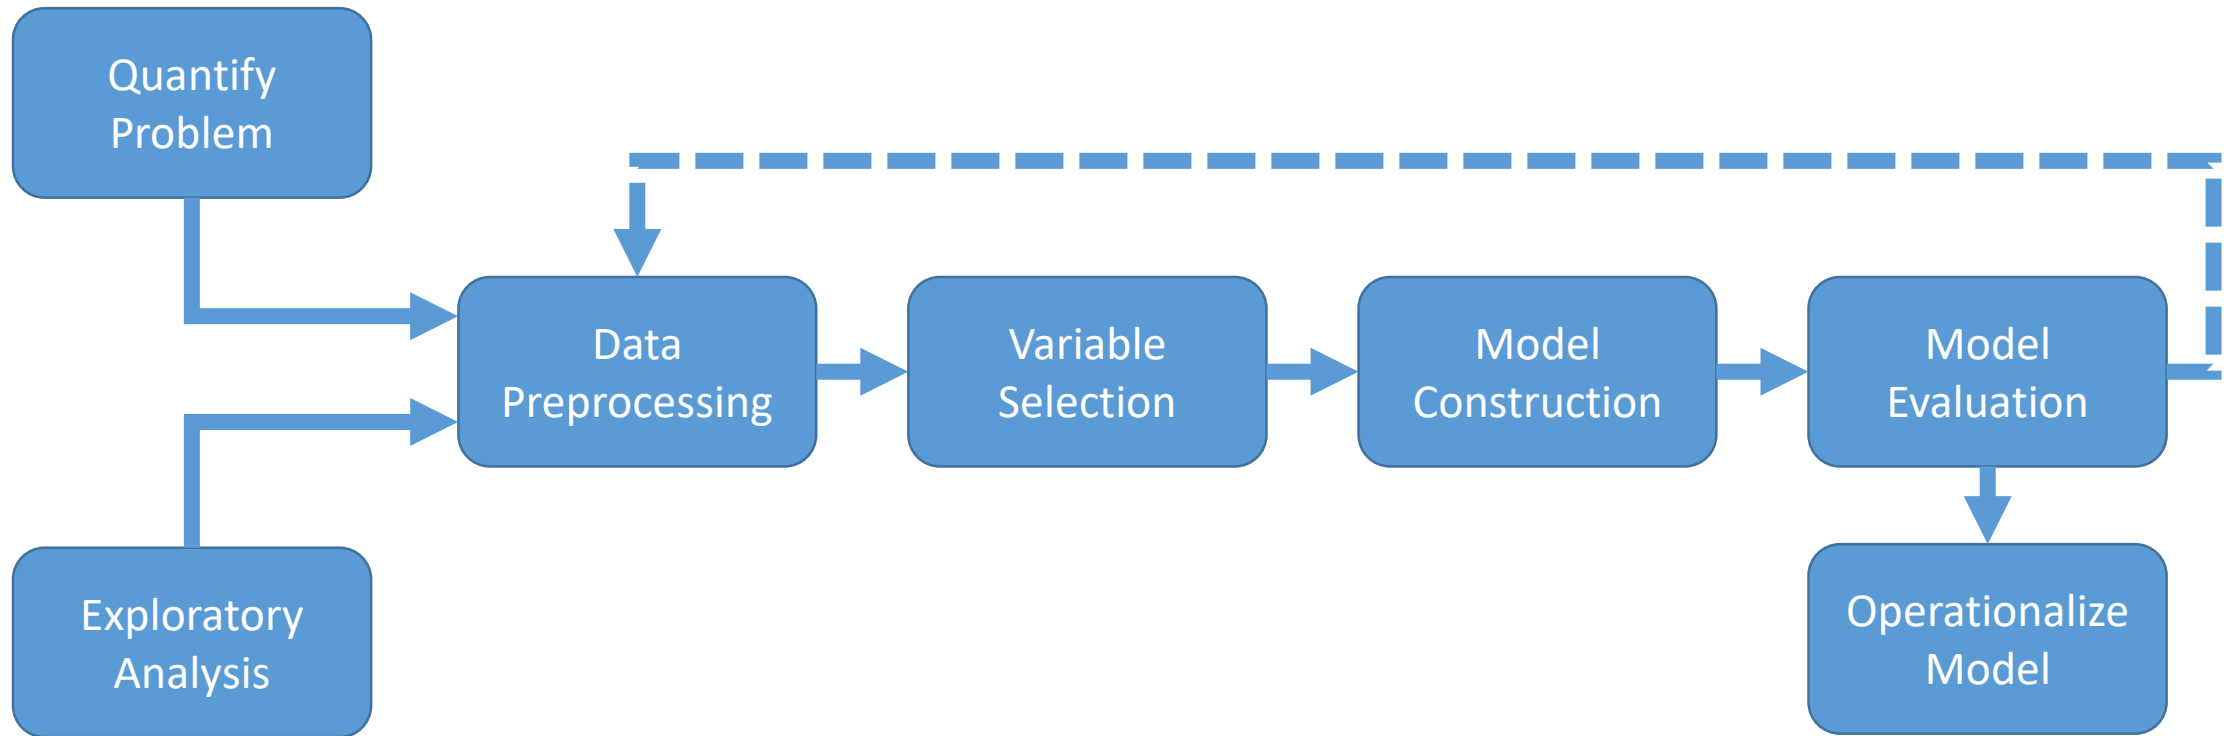 Quantify
Problem
Data
Preprocessing
Variable
Selection
Model
Construction
Model
Evaluation
Exploratory
Analysis
Operationalize
Model